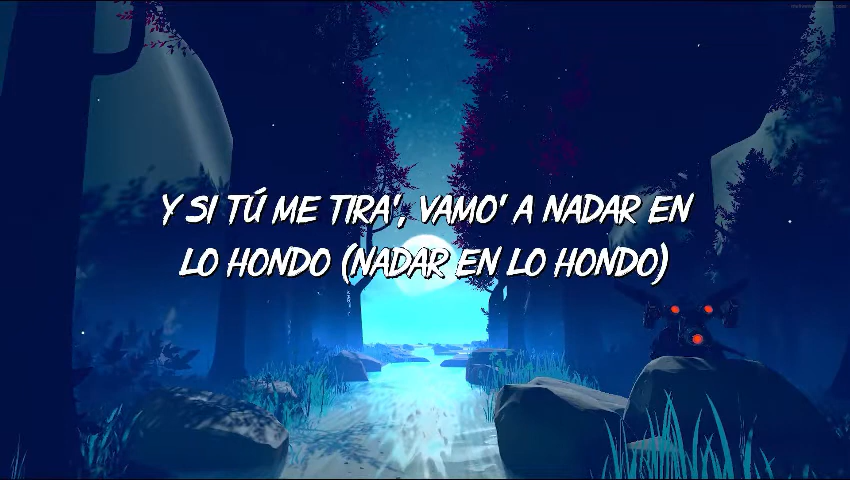 Y SI TÚ ME TIRA', VAMO' A NADAR EN
LO HONDO (NADAR EN LO HONDO)